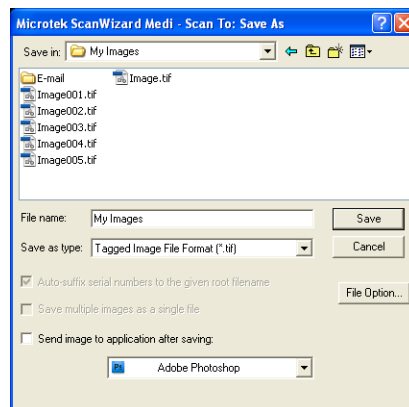 Microtek ScanWizard Medi - Scan To: Save As
Save in: My Images
E-mail Image.tif
Image001.tif
Image002.tif
Image003.tif
Image004.tif
Image005.tif
File name: My Images Save
Save as type: Tagged Image File Format (*.tif) Cancel
Auto-suffix serial numbers to the given root filename
File Option...
Save multiple images as a single file
Send image to application after saving:
Ps Adobe Photoshop